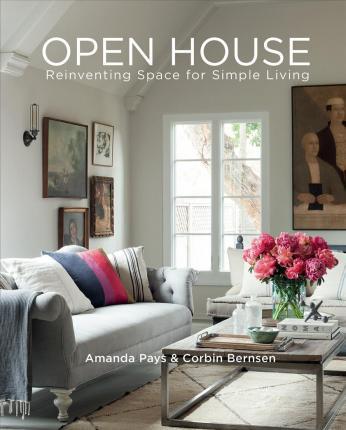 OPEN HOUSE
Reinventing Space for Simple Living
Amanda Pays & Corbin Bernsen